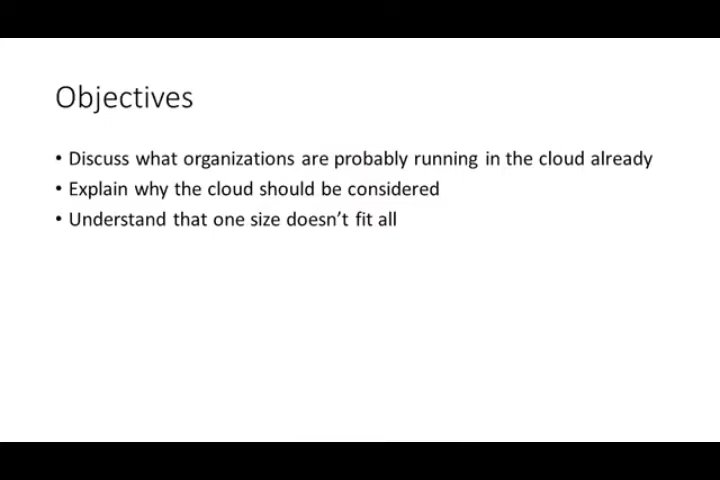 Objectives
• Discuss what organizations are probably running in the cloud already
• Explain why the cloud should be considered
• Understand that one size doesn’t fit all